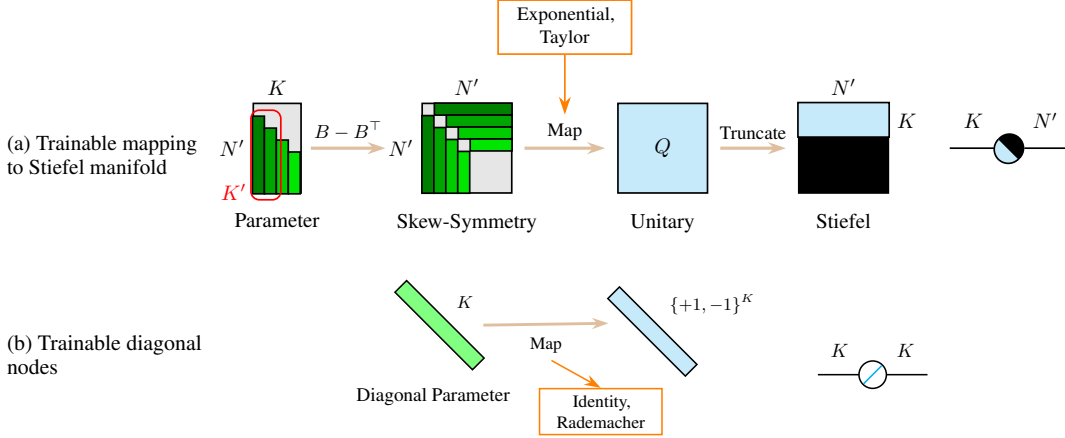 Exponential,
Taylor
(a) Trainable mapping
to Stiefel manifold
K
N′
K′
Parameter
B − B⊤
N′
N′
Skew-Symmetry
Map
Q
Unitary
Truncate
N′
K
Stiefel
K
N′
(b) Trainable diagonal
nodes
K
Diagonal Parameter
Map
{+1, −1}ᴷ
Identity,
Rademacher
K
K